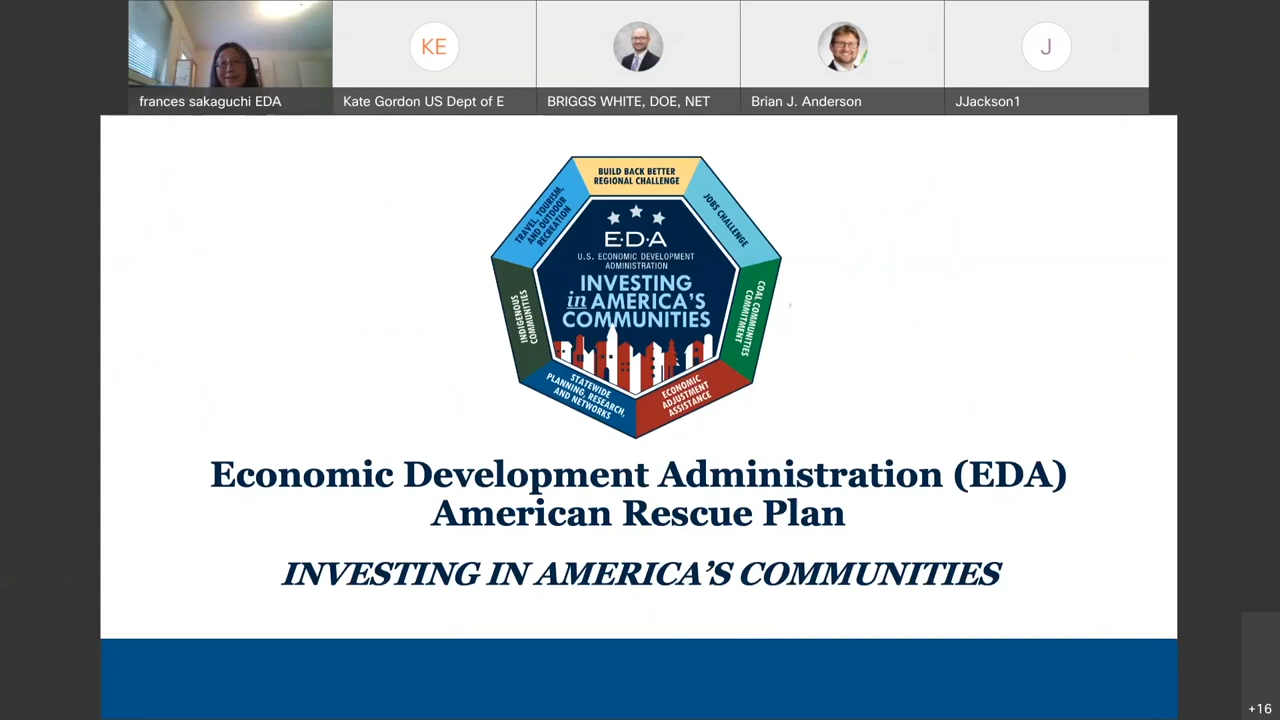 KE
J
frances sakaguchi EDA
Kate Gordon US Dept of E
BRIGGS WHITE, DOE, NET
Brian J. Anderson
JJackson1
BUILD BACK BETTER
REGIONAL CHALLENGE
TRAVEL, TOURISM,
AND OUTDOOR
RECREATION
JOBS CHALLENGE
E·D·A
U.S. ECONOMIC DEVELOPMENT
ADMINISTRATION
INVESTING
in AMERICA'S
COMMUNITIES
INDIGENOUS
COMMUNITIES
COAL COMMUNITIES
COMMITMENT
STATEWIDE
PLANNING, RESEARCH,
AND NETWORKS
ECONOMIC
ADJUSTMENT
ASSISTANCE
Economic Development Administration (EDA)
American Rescue Plan
INVESTING IN AMERICA'S COMMUNITIES
+16